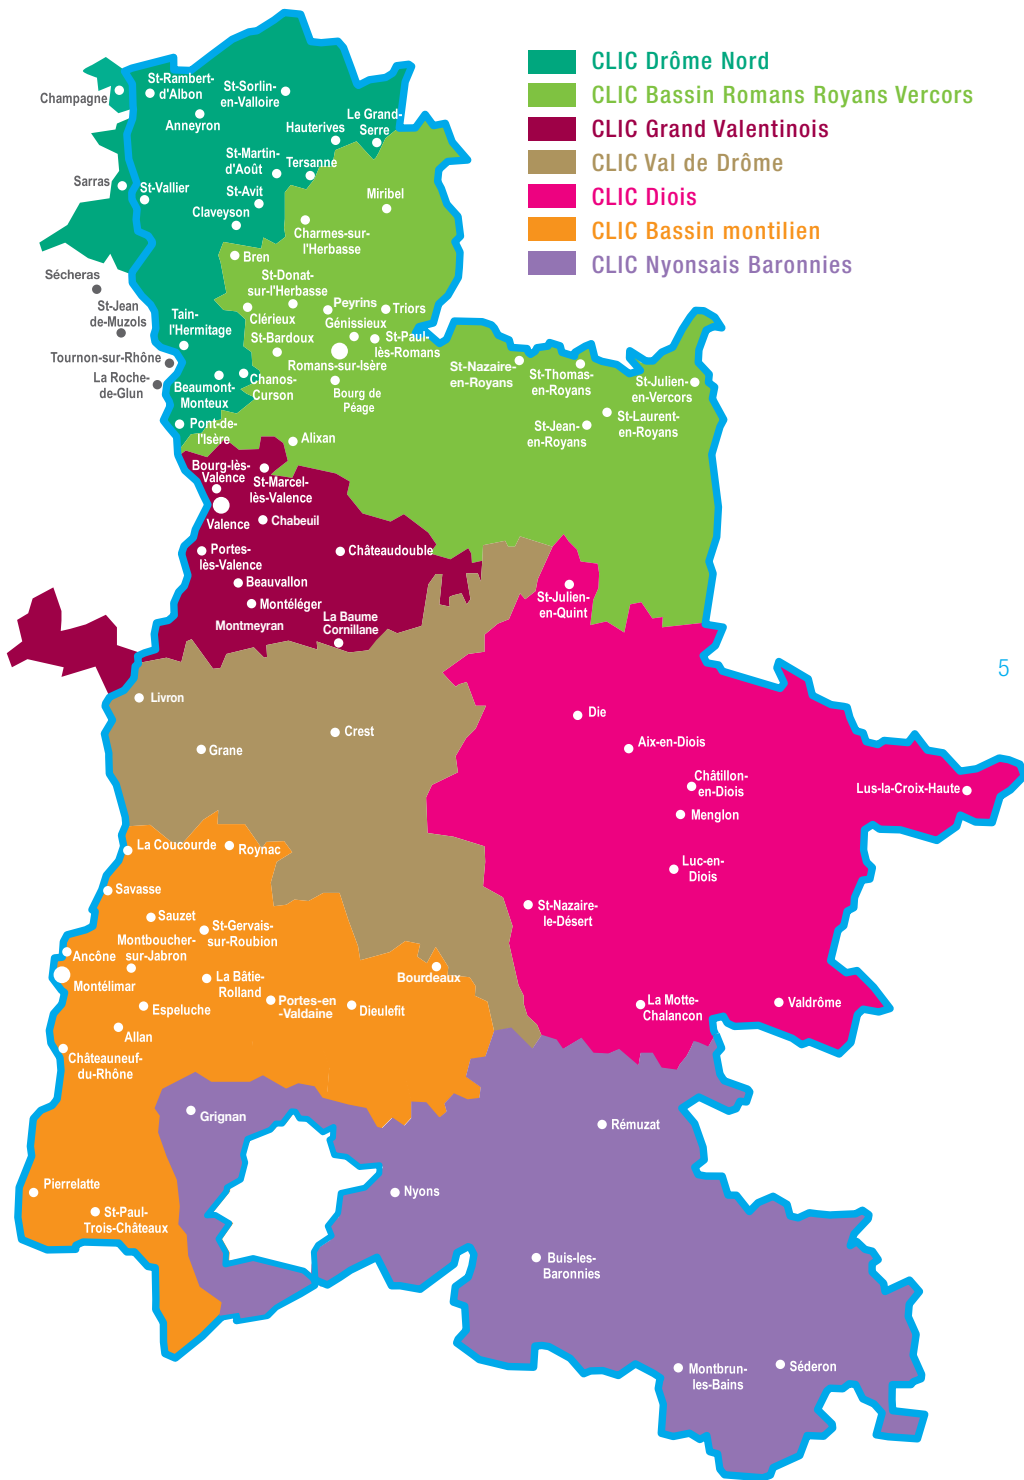 CLIC Drôme Nord
CLIC Bassin Romans Royans Vercors
CLIC Grand Valentinois
CLIC Val de Drôme
CLIC Diois
CLIC Bassin montilien
CLIC Nyonsais Baronnies
Champagne
St-Rambert-
d'Albon
St-Sorlin-
en-Valloire
Anneyron
Hauterives
Le Grand-
Serre
St-Martin-
d'Août
Tersanne
Sarras
St-Vallier
St-Avit
Claveyson
Miribel
Charmes-sur-
l'Herbasse
Bren
Sécheras
St-Donat-
sur-l'Herbasse
St-Jean
de-Muzols
Tain-
l'Hermitage
Clérieux
Peyrins
Triors
Génissieux
St-Bardoux
St-Paul-
lès-Romans
Tournon-sur-Rhône
Romans-sur-Isère
La Roche-
de-Glun
Beaumont-
Monteux
Chanos-
Curson
Bourg de
Péage
St-Nazaire-
en-Royans
St-Thomas-
en-Royans
St-Julien-
en-Vercors
St-Laurent-
en-Royans
St-Jean-
en-Royans
Pont-de-
l'Isère
Alixan
Bourg-lès-
Valence
St-Marcel-
lès-Valence
Valence
Chabeuil
Portes-
lès-Valence
Châteaudouble
Beauvallon
Montéléger
Montmeyran
La Baume
Cornillane
St-Julien-
en-Quint
5
Livron
Grane
Crest
Die
Aix-en-Diois
Châtillon-
en-Diois
Menglon
Lus-la-Croix-Haute
La Coucourde
Roynac
Luc-en-
Diois
Savasse
Sauzet
St-Gervais-
sur-Roubion
St-Nazaire-
le-Désert
Montboucher-
sur-Jabron
Ancône
Montélimar
La Bâtie-
Rolland
Bourdeaux
Espeluche
Portes-en
-Valdaine
Dieulefit
La Motte-
Chalancon
Valdrôme
Allan
Châteauneuf-
du-Rhône
Grignan
Rémuzat
Pierrelatte
Nyons
St-Paul-
Trois-Châteaux
Buis-les-
Baronnies
Montbrun-
les-Bains
Séderon